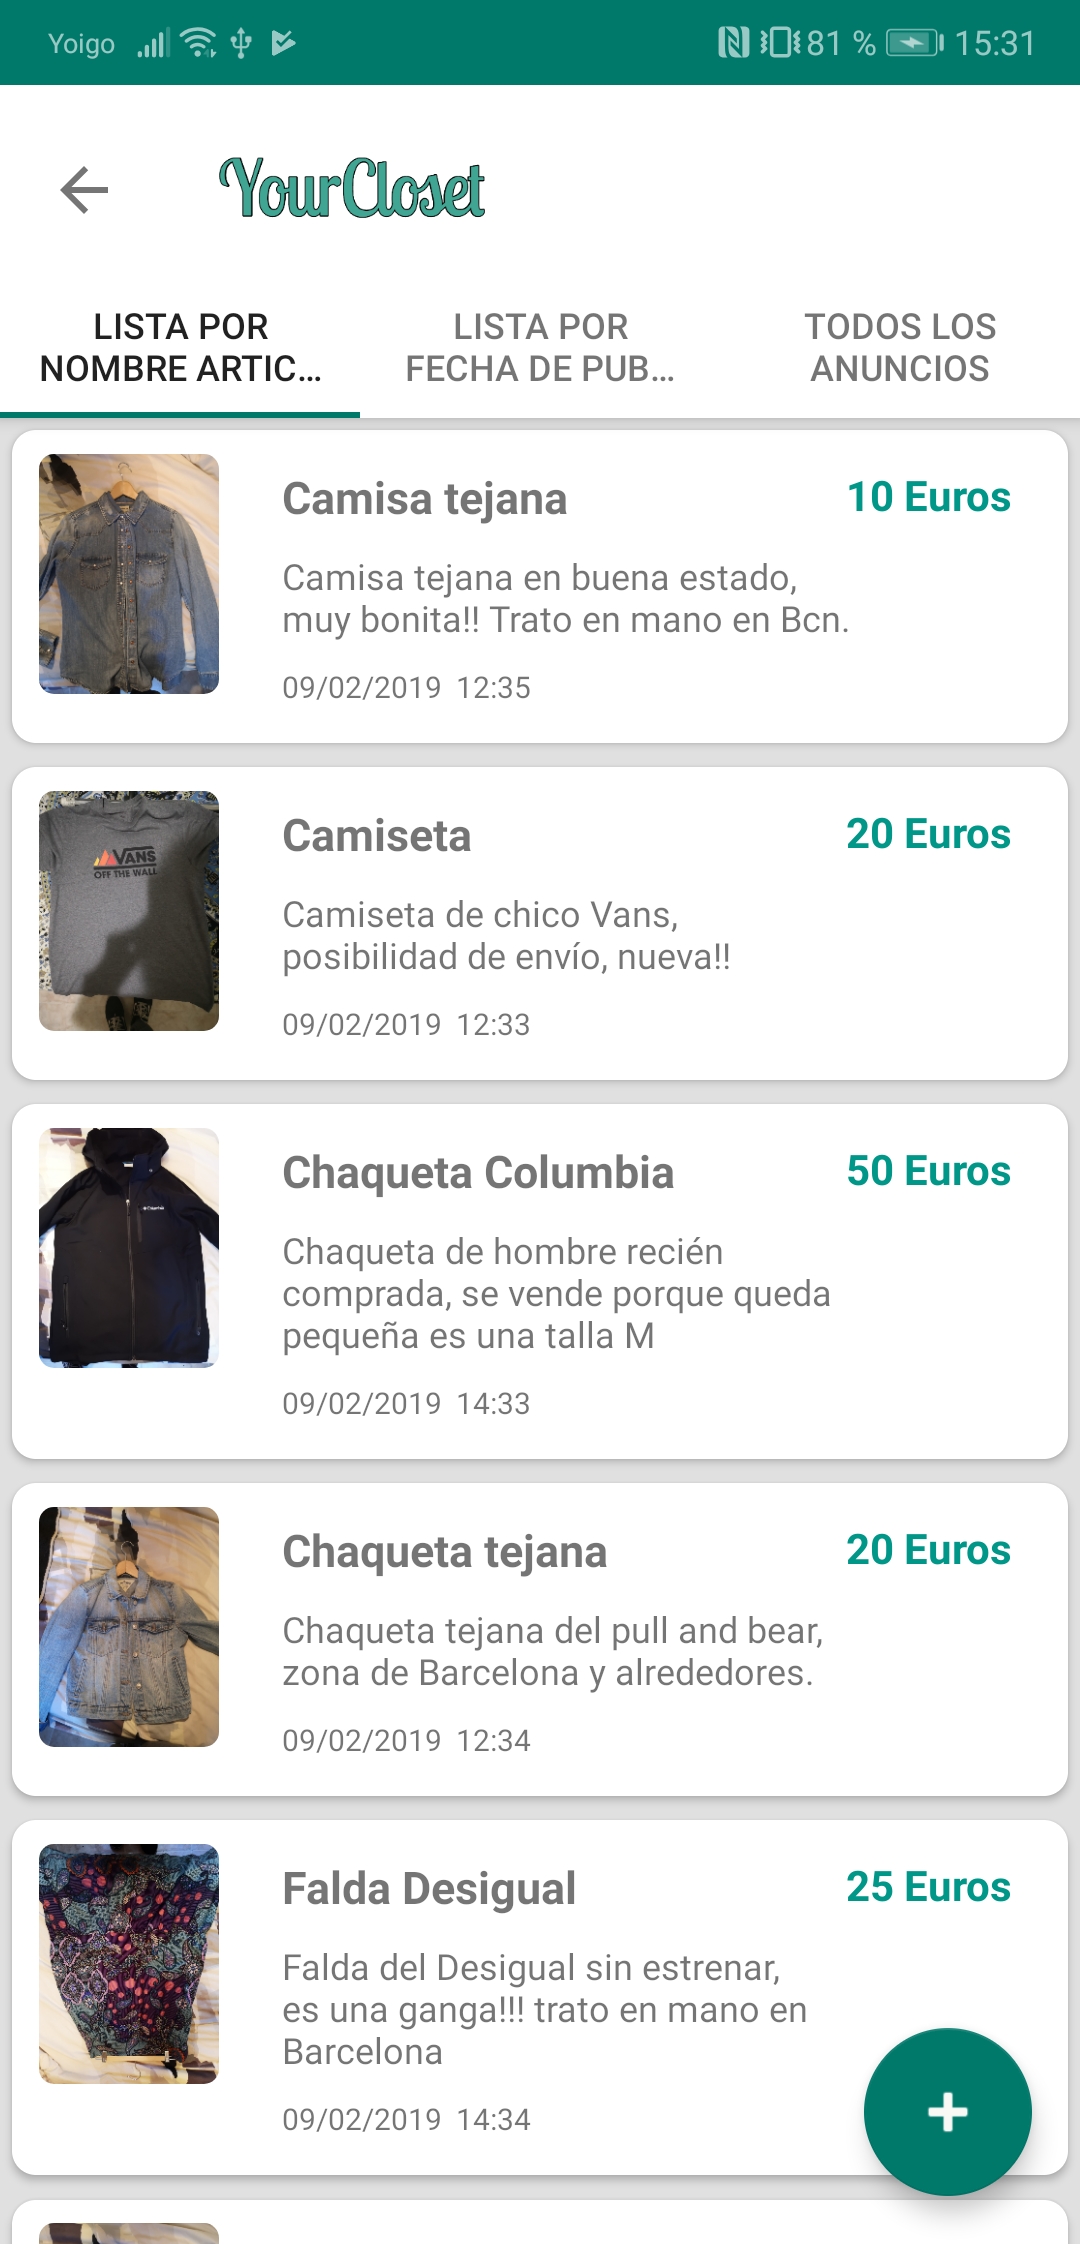 Yoigo 81 % 15:31
YourCloset
LISTA POR
NOMBRE ARTIC...
LISTA POR
FECHA DE PUB...
TODOS LOS
ANUNCIOS
Camisa tejana 10 Euros
Camisa tejana en buena estado,
muy bonita!! Trato en mano en Bcn.
09/02/2019 12:35
VANS
OFF THE WALL
Camiseta 20 Euros
Camiseta de chico Vans,
posibilidad de envío, nueva!!
09/02/2019 12:33
Columbia
Chaqueta Columbia 50 Euros
Chaqueta de hombre recién
comprada, se vende porque queda
pequeña es una talla M
09/02/2019 14:33
Chaqueta tejana 20 Euros
Chaqueta tejana del pull and bear,
zona de Barcelona y alrededores.
09/02/2019 12:34
Falda Desigual 25 Euros
Falda del Desigual sin estrenar,
es una ganga!!! trato en mano en
Barcelona
09/02/2019 14:34